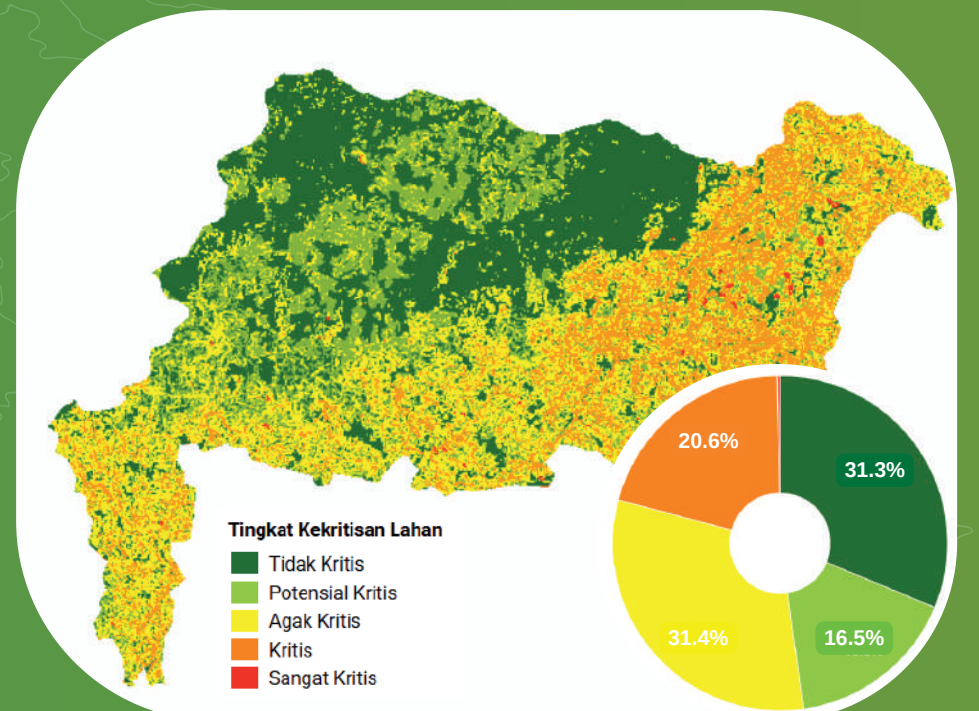 20.6%
31.3%
31.4%
16.5%
Tingkat Kekritisan Lahan
Tidak Kritis
Potensial Kritis
Agak Kritis
Kritis
Sangat Kritis